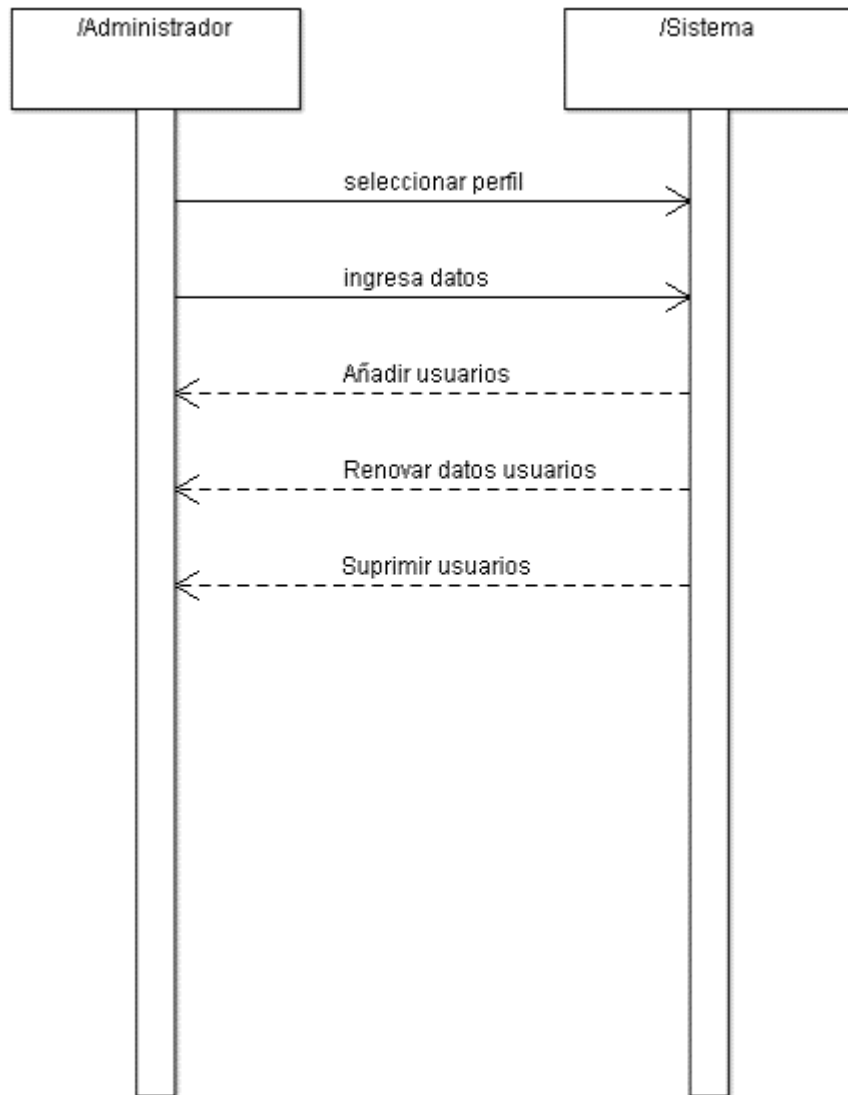 /Administrador
/Sistema
seleccionar perfil
ingresa datos
Añadir usuarios
Renovar datos usuarios
Suprimir usuarios